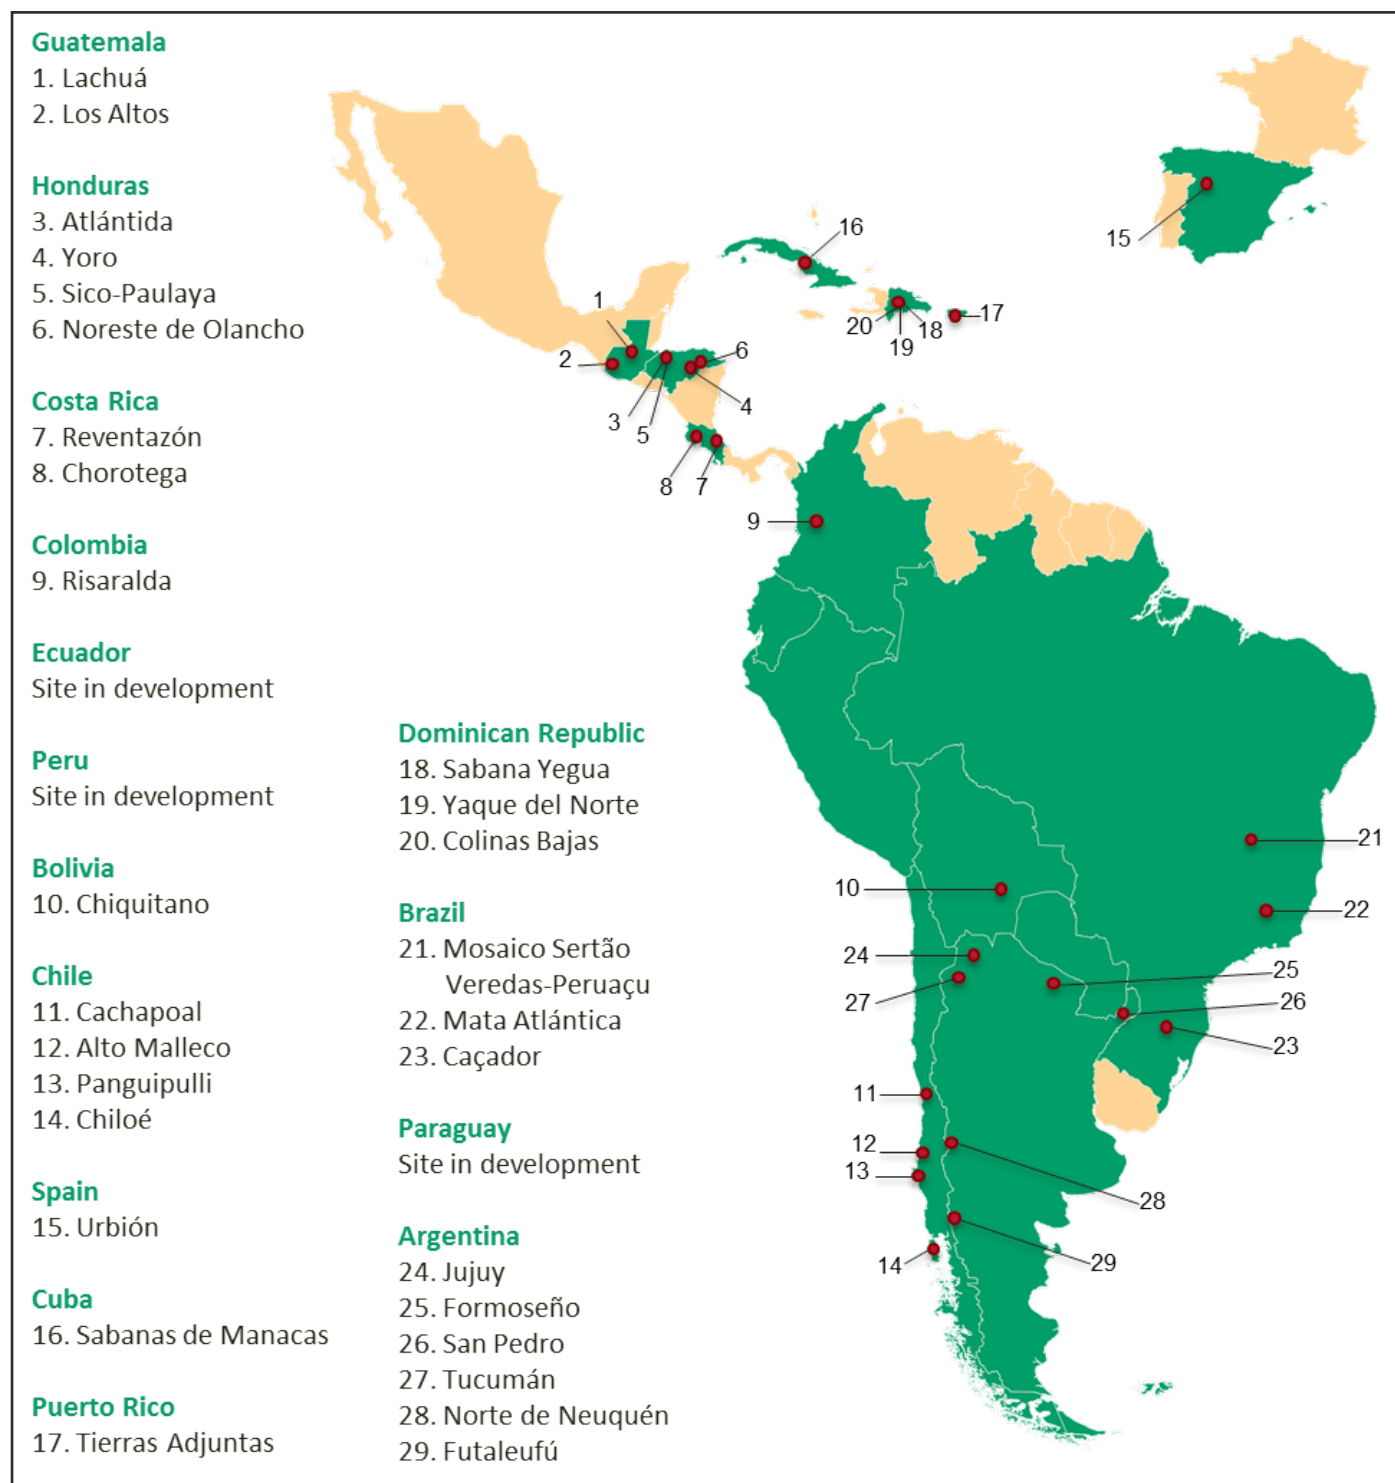 Guatemala
1. Lachuá
2. Los Altos
Honduras
3. Atlántida
4. Yoro
5. Sico-Paulaya
6. Noreste de Olancho
Costa Rica
7. Reventazón
8. Chorotega
Colombia
9. Risaralda
Ecuador
Site in development
Peru
Site in development
Bolivia
10. Chiquitano
Chile
11. Cachapoal
12. Alto Malleco
13. Panguipulli
14. Chiloé
Spain
15. Urbión
Cuba
16. Sabanas de Manacas
Puerto Rico
17. Tierras Adjuntas
Dominican Republic
18. Sabana Yegua
19. Yaque del Norte
20. Colinas Bajas
Brazil
21. Mosaico Sertão
Veredas-Peruaçu
22. Mata Atlántica
23. Caçador
Paraguay
Site in development
Argentina
24. Jujuy
25. Formoseño
26. San Pedro
27. Tucumán
28. Norte de Neuquén
29. Futaleufú
15
16
1
17
20
18
19
2
6
3
5
4
8
7
9
21
10
22
24
25
27
26
23
11
12
13
28
14
29